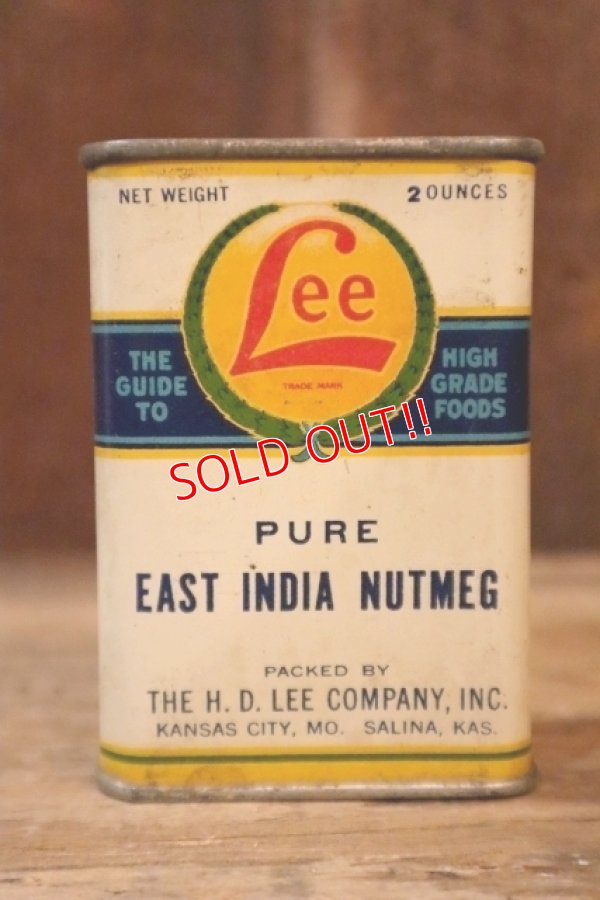 NET WEIGHT 2 OUNCES
Lee
TRADE MARK
THE
GUIDE
TO
HIGH
GRADE
FOODS
SOLD OUT!!
PURE
EAST INDIA NUTMEG
PACKED BY
THE H. D. LEE COMPANY, INC.
KANSAS CITY, MO. SALINA, KAS.